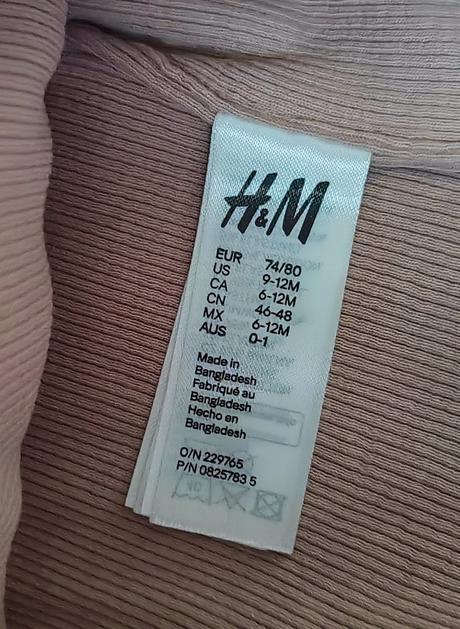 H&M
EUR 74/80
US 9-12M
CA 6-12M
CN 46-48
MX 6-12M
AUS 0-1
Made in
Bangladesh
Fabriqué au
Bangladesh
Hecho en
Bangladesh
O/N 229765
P/N 0825783 5